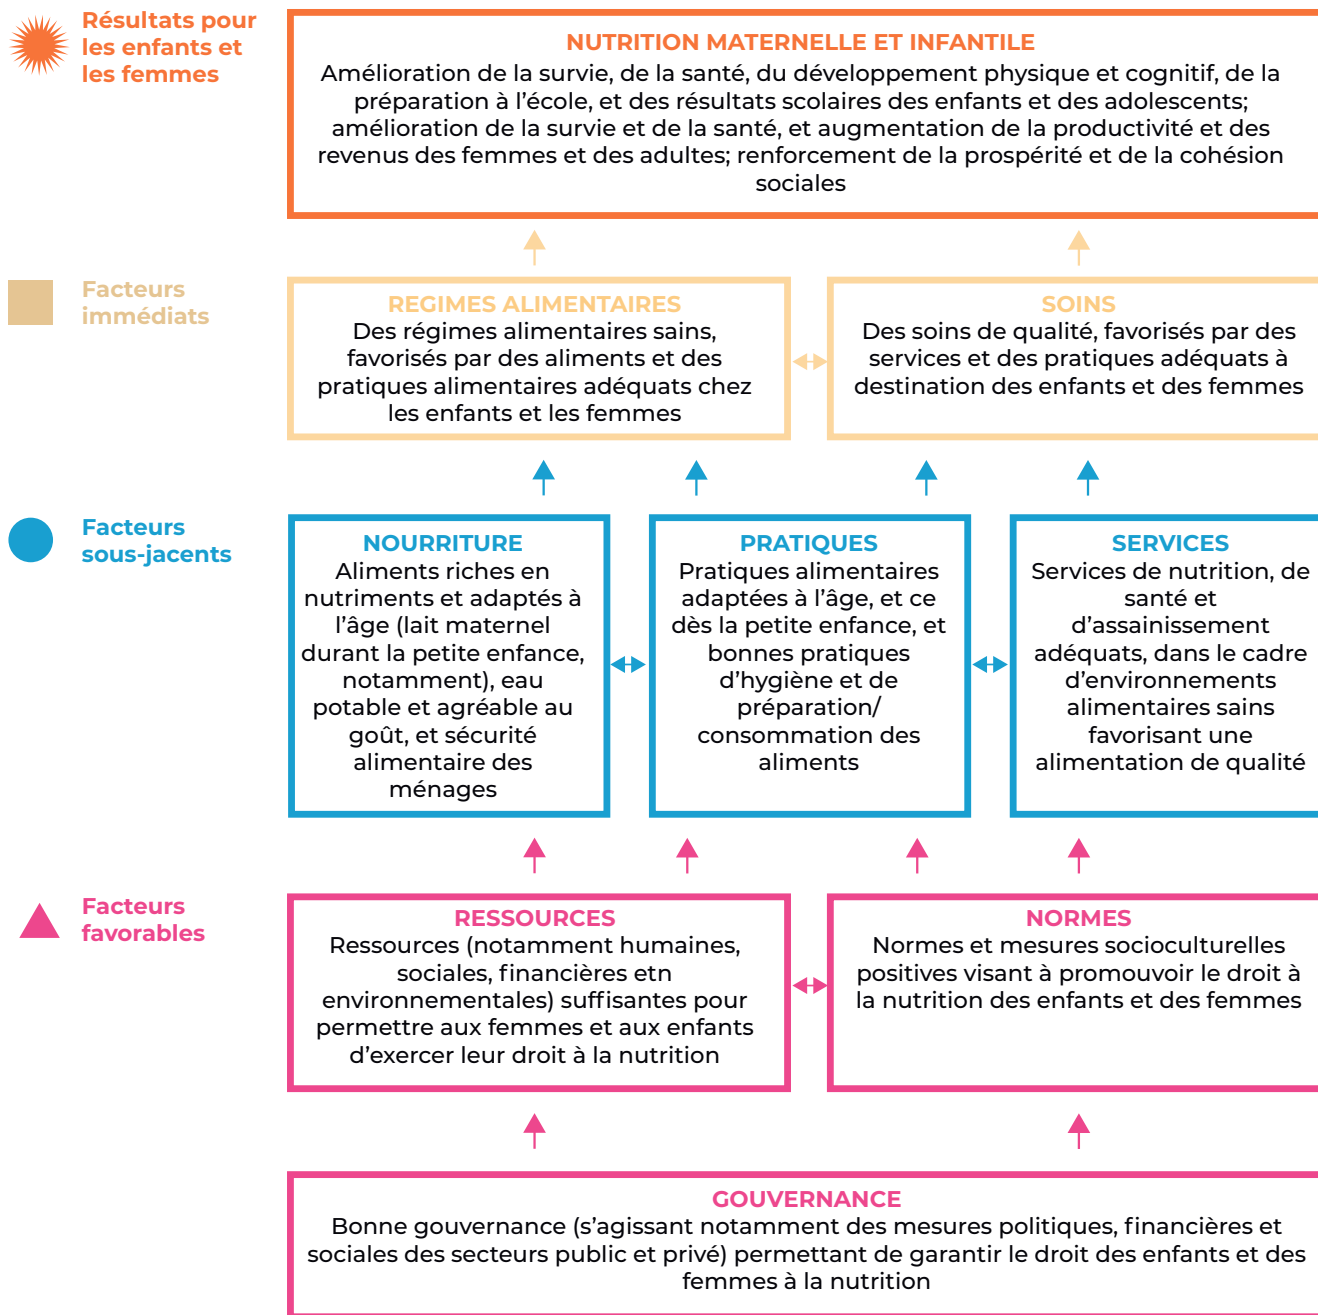 Résultats pour
les enfants et
les femmes
NUTRITION MATERNELLE ET INFANTILE
Amélioration de la survie, de la santé, du développement physique et cognitif, de la
préparation à l’école, et des résultats scolaires des enfants et des adolescents;
amélioration de la survie et de la santé, et augmentation de la productivité et des
revenus des femmes et des adultes; renforcement de la prospérité et de la cohésion
sociales
Facteurs
immédiats
REGIMES ALIMENTAIRES
Des régimes alimentaires sains,
favorisés par des aliments et des
pratiques alimentaires adéquats chez
les enfants et les femmes
SOINS
Des soins de qualité, favorisés par des
services et des pratiques adéquats à
destination des enfants et des femmes
Facteurs
sous-jacents
NOURRITURE
Aliments riches en
nutriments et adaptés à
l’âge (lait maternel
durant la petite enfance,
notamment), eau
potable et agréable au
goût, et sécurité
alimentaire des
ménages
PRATIQUES
Pratiques alimentaires
adaptées à l’âge, et ce
dès la petite enfance, et
bonnes pratiques
d’hygiène et de
préparation/
consommation des
aliments
SERVICES
Services de nutrition, de
santé et
d’assainissement
adéquats, dans le cadre
d’environnements
alimentaires sains
favorisant une
alimentation de qualité
Facteurs
favorables
RESSOURCES
Ressources (notamment humaines,
sociales, financières etn
environnementales) suffisantes pour
permettre aux femmes et aux enfants
d’exercer leur droit à la nutrition
NORMES
Normes et mesures socioculturelles
positives visant à promouvoir le droit à
la nutrition des enfants et des femmes
GOUVERNANCE
Bonne gouvernance (s’agissant notamment des mesures politiques, financières et
sociales des secteurs public et privé) permettant de garantir le droit des enfants et des
femmes à la nutrition